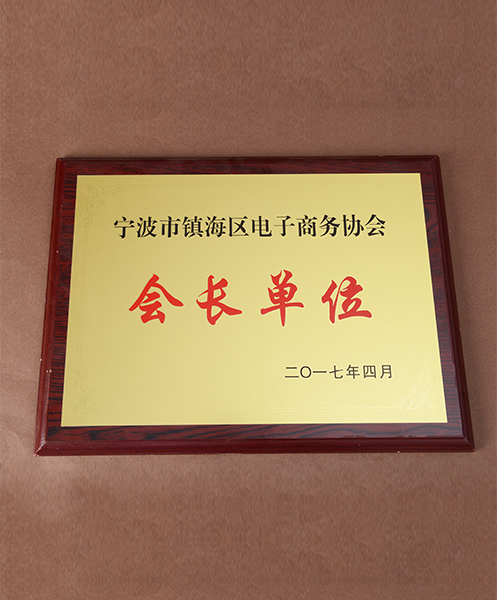 宁波市镇海区电子商务协会
会长单位
二〇一七年四月